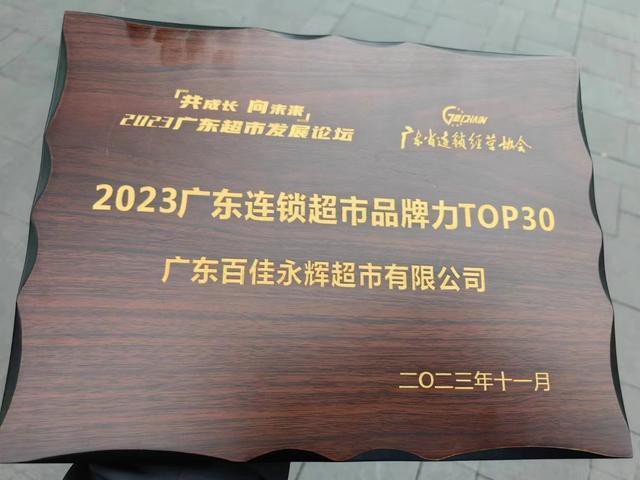 「共成长 向未来」
2023广东超市发展论坛
GDCHAIN
广东省连锁经营协会
2023广东连锁超市品牌力TOP30
广东百佳永辉超市有限公司
二〇二三年十一月